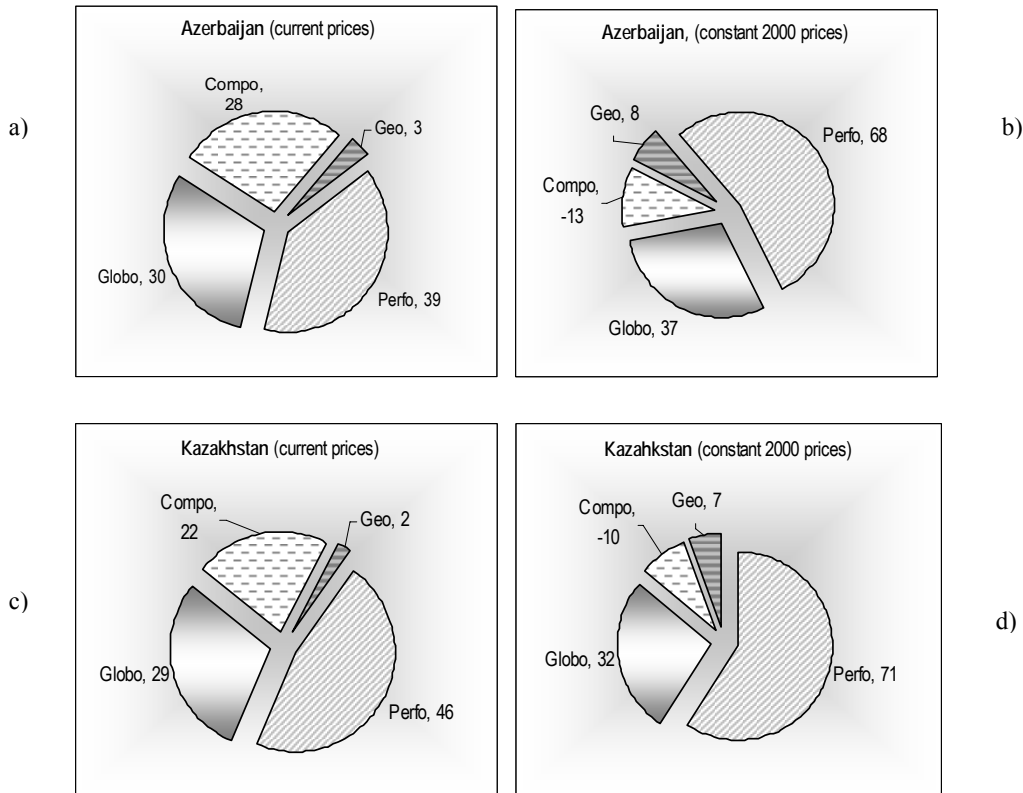 a)
Azerbaijan (current prices)
Compo,
28
Geo, 3
Globo, 30
Perfo, 39
Azerbaijan, (constant 2000 prices)
b)
Geo, 8
Perfo, 68
Compo,
-13
Globo, 37
Kazakhstan (current prices)
Compo,
22
Geo, 2
c)
Globo, 29
Perfo, 46
Kazahkstan (constant 2000 prices)
Compo,
-10
Geo, 7
d)
Globo, 32
Perfo, 71